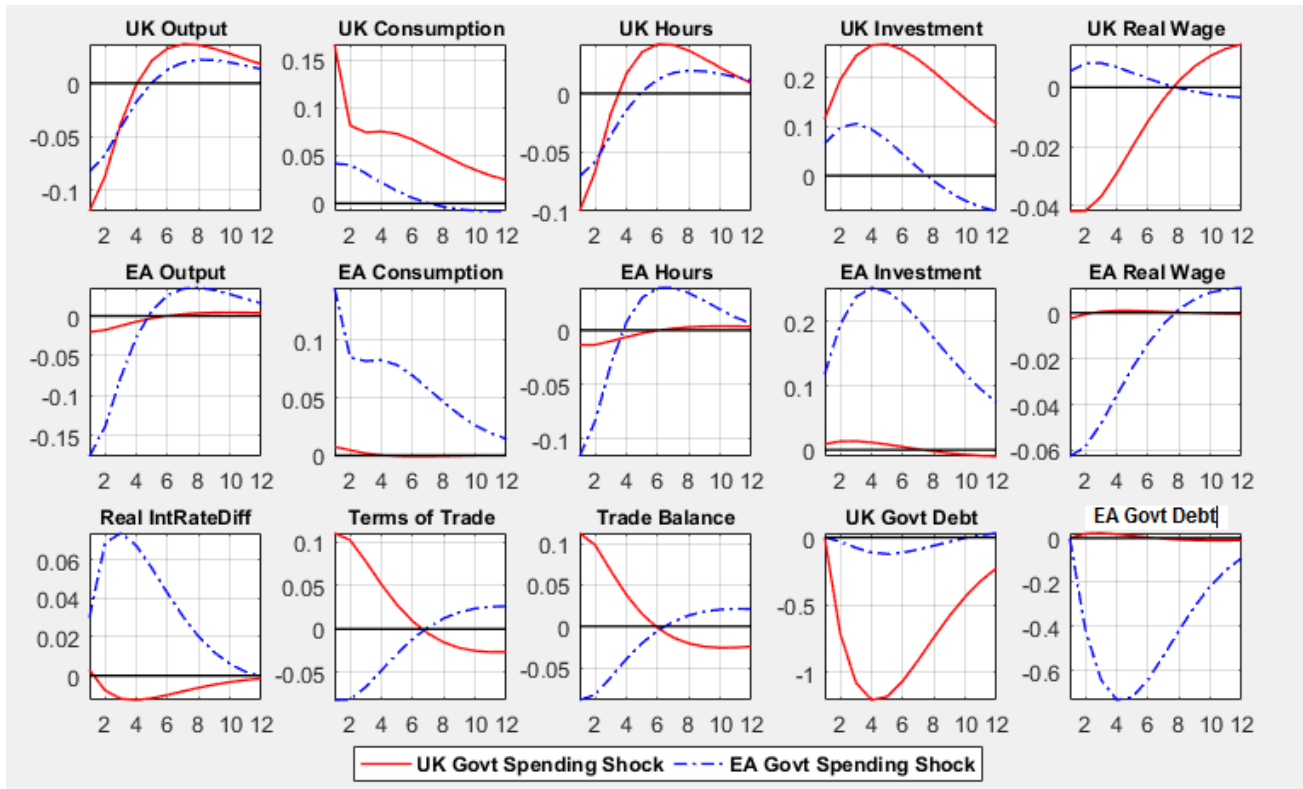 UK Output UK Consumption UK Hours UK Investment UK Real Wage
0 -0.05 -0.1
0.15 0.1 0.05 0
0 -0.05 -0.1
0.2 0.1 0
0 -0.02 -0.04
2 4 6 8 10 12 2 4 6 8 10 12 2 4 6 8 10 12 2 4 6 8 10 12 2 4 6 8 10 12
EA Output EA Consumption EA Hours EA Investment EA Real Wage
0 -0.05 -0.1 -0.15
0.1 0.05 0
0 -0.05 -0.1
0.2 0.1 0
0 -0.02 -0.04 -0.06
2 4 6 8 10 12 2 4 6 8 10 12 2 4 6 8 10 12 2 4 6 8 10 12 2 4 6 8 10 12
Real IntRateDiff Terms of Trade Trade Balance UK Govt Debt EA Govt Debt
0.06 0.04 0.02 0
0.1 0.05 0 -0.05
0.1 0.05 0 -0.05
0 -0.5 -1
0 -0.2 -0.4 -0.6
2 4 6 8 10 12 2 4 6 8 10 12 2 4 6 8 10 12 2 4 6 8 10 12 2 4 6 8 10 12
UK Govt Spending Shock EA Govt Spending Shock